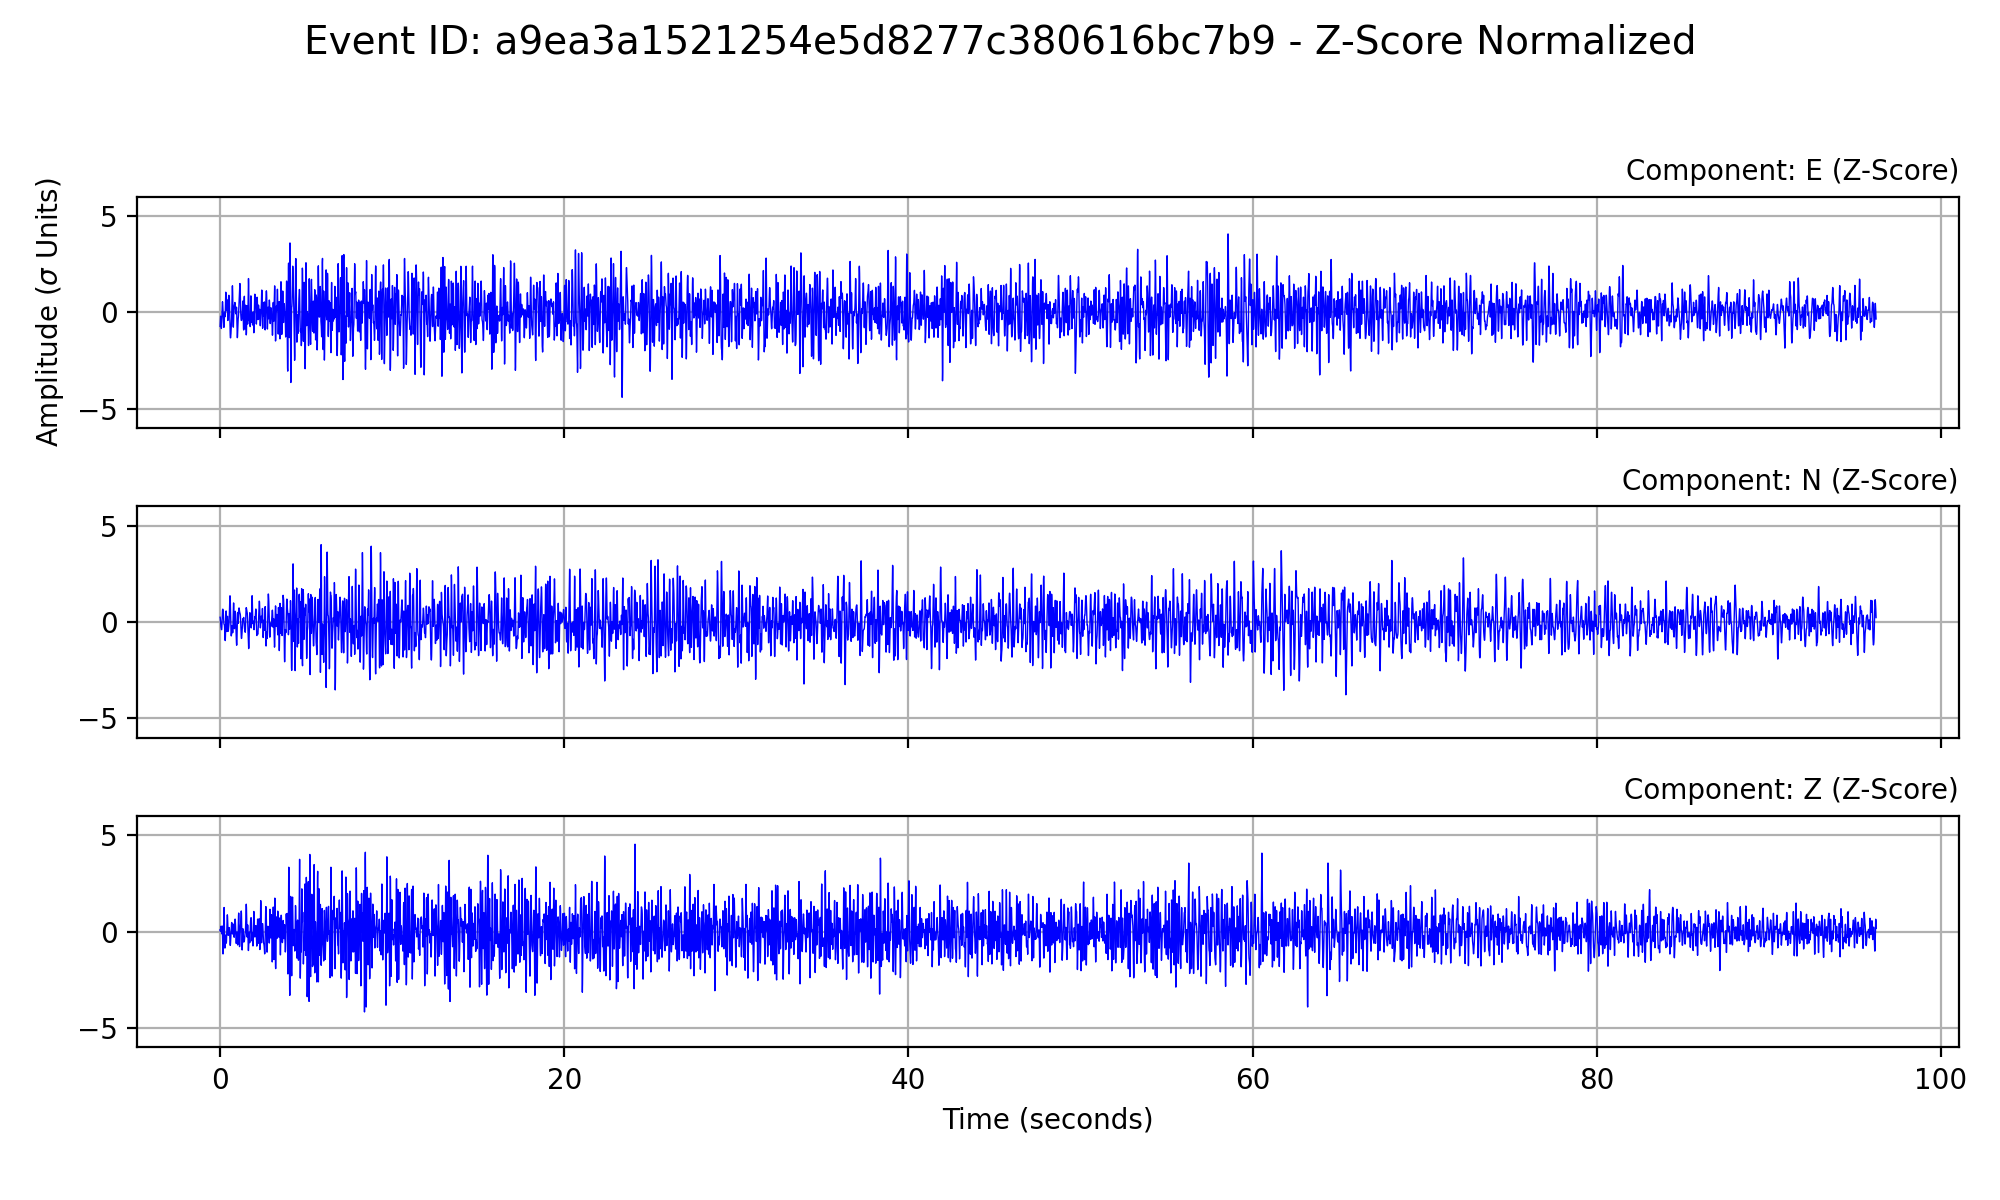 Event ID: a9ea3a1521254e5d8277c380616bc7b9 - Z-Score Normalized
Component: E (Z-Score)
Amplitude (σ Units)
5
0
−5
Component: N (Z-Score)
5
0
−5
Component: Z (Z-Score)
5
0
−5
0 20 40 60 80 100
Time (seconds)